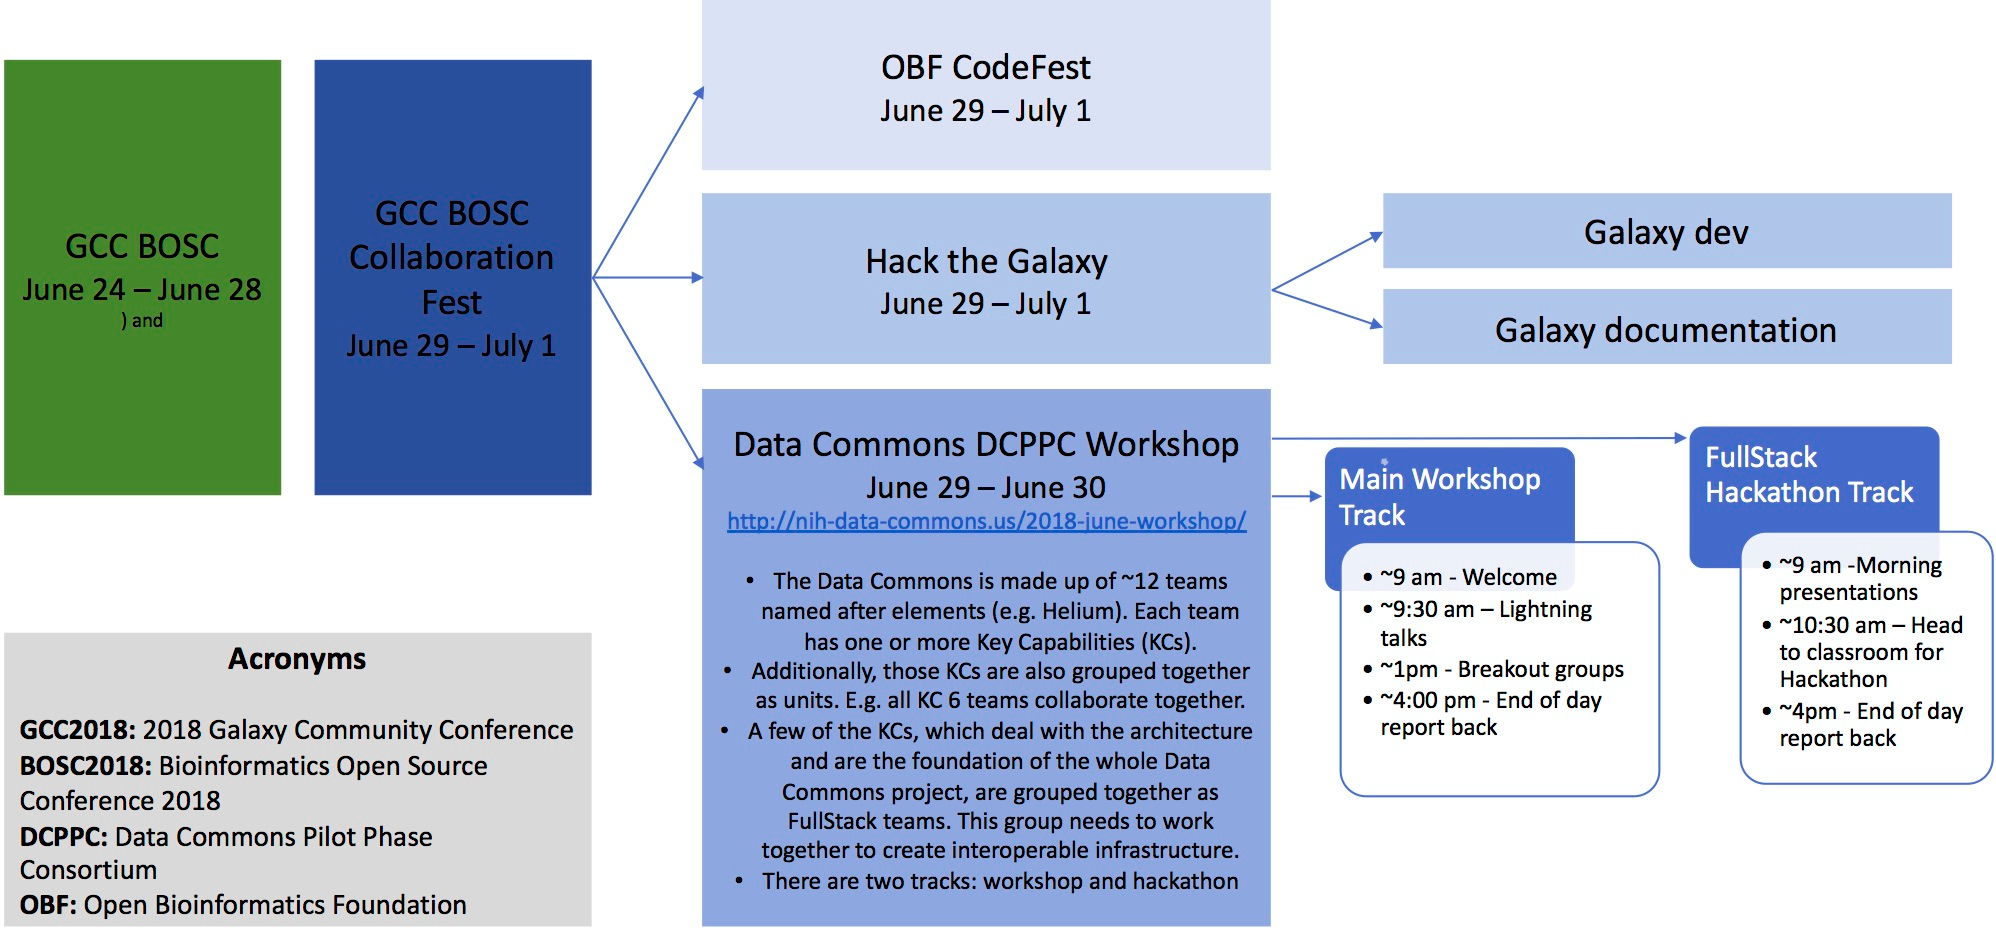 GCC BOSC
June 24 – June 28
) and
GCC BOSC
Collaboration
Fest
June 29 – July 1
OBF CodeFest
June 29 – July 1
Hack the Galaxy
June 29 – July 1
Galaxy dev
Galaxy documentation
Data Commons DCPPC Workshop
June 29 – June 30
http://nih-data-commons.us/2018-june-workshop/
• The Data Commons is made up of ~12 teams
named after elements (e.g. Helium). Each team
has one or more Key Capabilities (KCs).
• Additionally, those KCs are also grouped together
as units. E.g. all KC 6 teams collaborate together.
• A few of the KCs, which deal with the architecture
and are the foundation of the whole Data
Commons project, are grouped together as
FullStack teams. This group needs to work
together to create interoperable infrastructure.
• There are two tracks: workshop and hackathon
Main Workshop
Track
• ~9 am - Welcome
• ~9:30 am – Lightning
talks
• ~1pm - Breakout groups
• ~4:00 pm - End of day
report back
FullStack
Hackathon Track
• ~9 am -Morning
presentations
• ~10:30 am – Head
to classroom for
Hackathon
• ~4pm - End of day
report back
Acronyms
GCC2018: 2018 Galaxy Community Conference
BOSC2018: Bioinformatics Open Source
Conference 2018
DCPPC: Data Commons Pilot Phase
Consortium
OBF: Open Bioinformatics Foundation